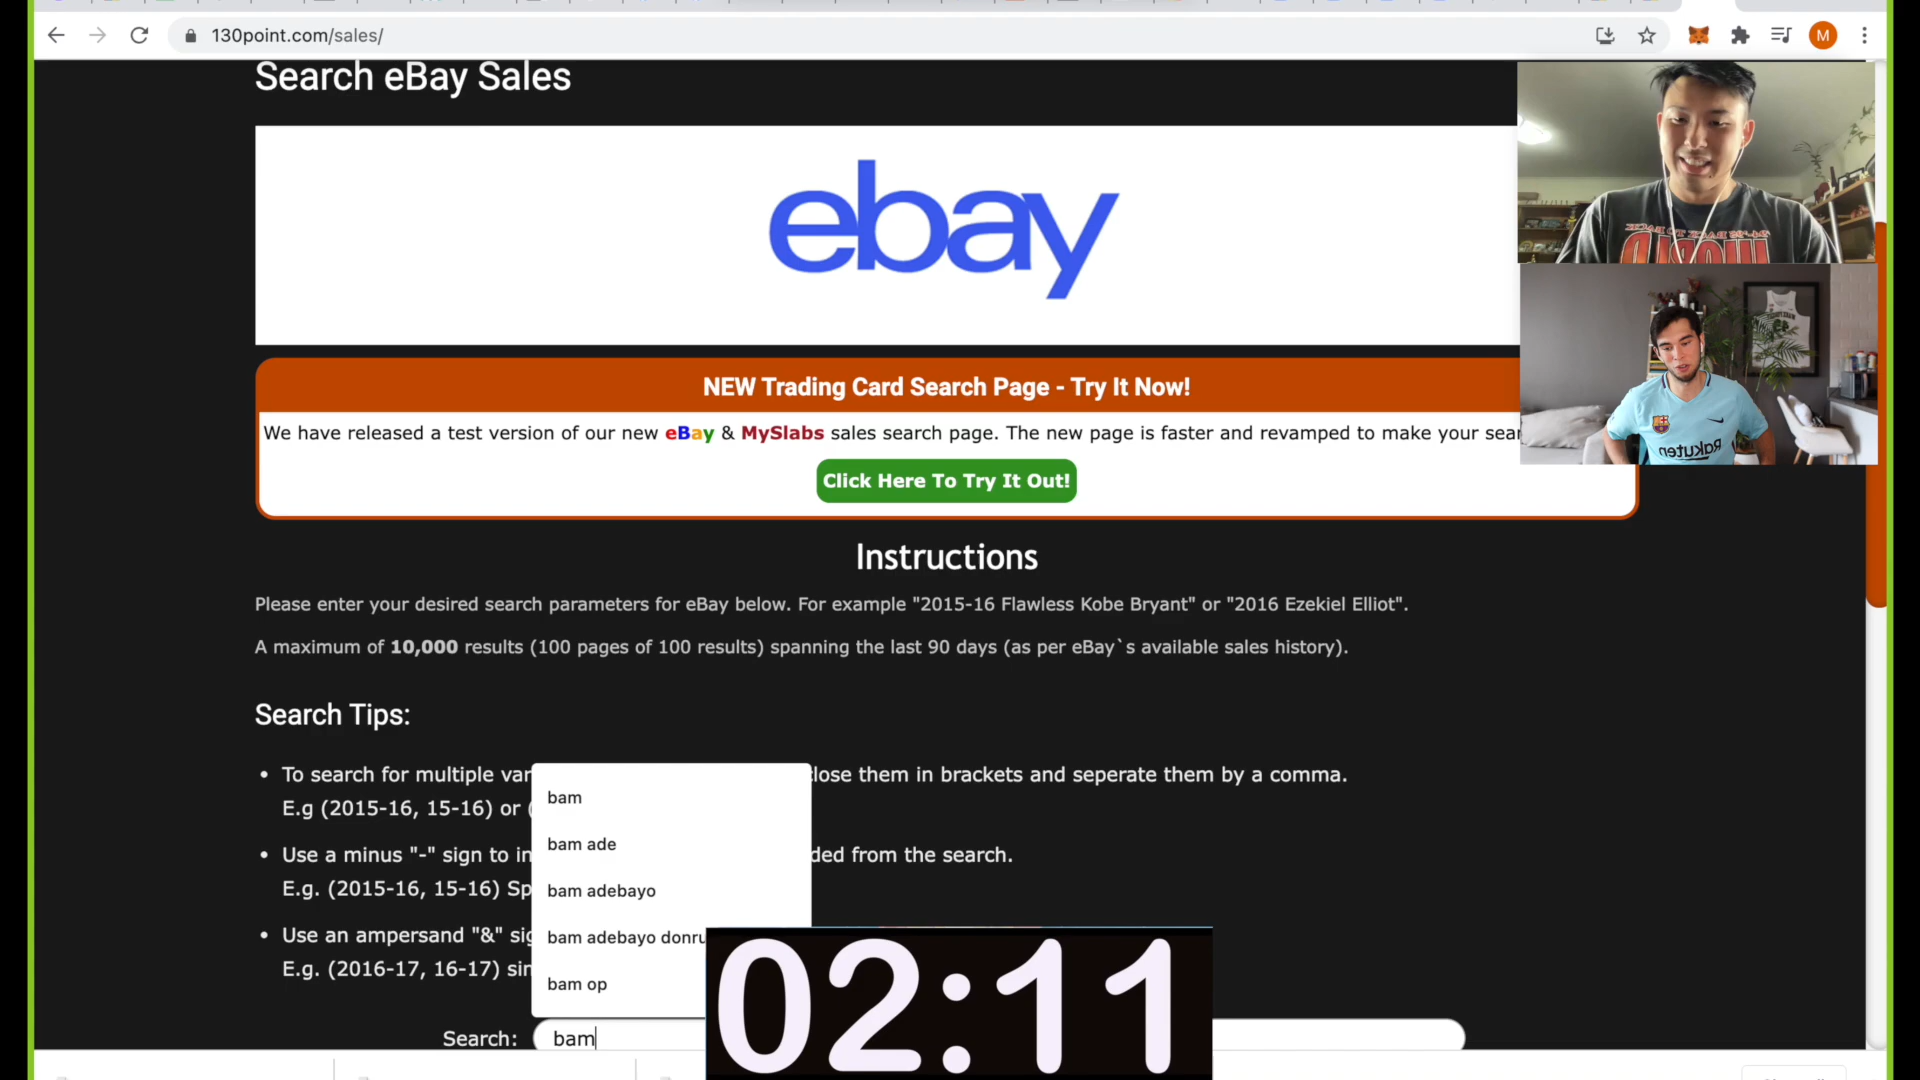 130point.com/sales/
M
Search eBay Sales
ebay
NEW Trading Card Search Page - Try It Now!
We have released a test version of our new eBay & MySlabs sales search page. The new page is faster and revamped to make your sear
Click Here To Try It Out!
Rakuten
Instructions
Please enter your desired search parameters for eBay below. For example "2015-16 Flawless Kobe Bryant" or "2016 Ezekiel Elliot".
A maximum of 10,000 results (100 pages of 100 results) spanning the last 90 days (as per eBay`s available sales history).
Search Tips:
• To search for multiple var lose them in brackets and seperate them by a comma.
E.g (2015-16, 15-16) or (
• Use a minus "-" sign to in ded from the search.
E.g. (2015-16, 15-16) Sp
• Use an ampersand "&" sig
E.g. (2016-17, 16-17) sin
bam
bam ade
bam adebayo
bam adebayo donru
bam op
Search: bam
02:11